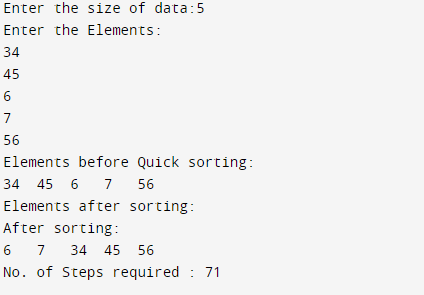 Enter the size of data:5
Enter the Elements:
34
45
6
7
56
Elements before Quick sorting:
34  45  6   7   56
Elements after sorting:
After sorting:
6   7   34  45  56
No. of Steps required : 71